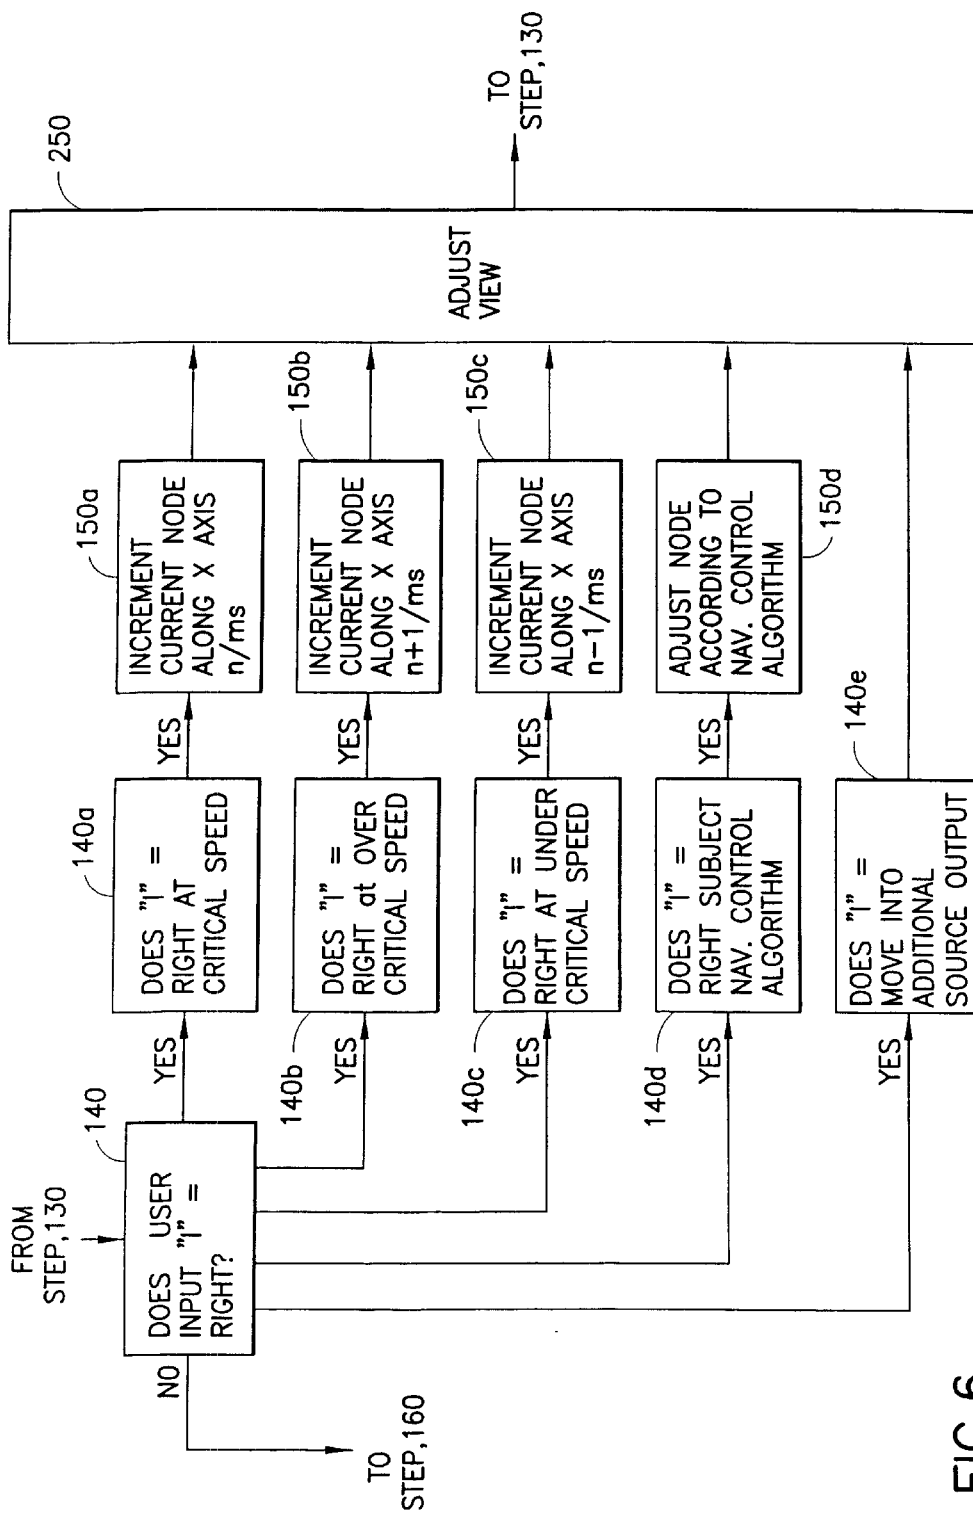 FROM
STEP,130
140
DOES USER
INPUT "I" =
RIGHT?
NO
TO
STEP,160
YES
140a
DOES "I" =
RIGHT AT
CRITICAL SPEED
YES
150a
INCREMENT
CURRENT NODE
ALONG X AXIS
n/ms
YES
140b
DOES "I" =
RIGHT at OVER
CRITICAL SPEED
YES
150b
INCREMENT
CURRENT NODE
ALONG X AXIS
n+1/ms
YES
140c
DOES "I" =
RIGHT AT UNDER
CRITICAL SPEED
YES
150c
INCREMENT
CURRENT NODE
ALONG X AXIS
n-1/ms
YES
140d
DOES "I" =
RIGHT SUBJECT
NAV. CONTROL
ALGORITHM
YES
150d
ADJUST NODE
ACCORDING TO
NAV. CONTROL
ALGORITHM
YES
140e
DOES "I" =
MOVE INTO
ADDITIONAL
SOURCE OUTPUT
250
ADJUST
VIEW
TO
STEP,130
FIG. 6